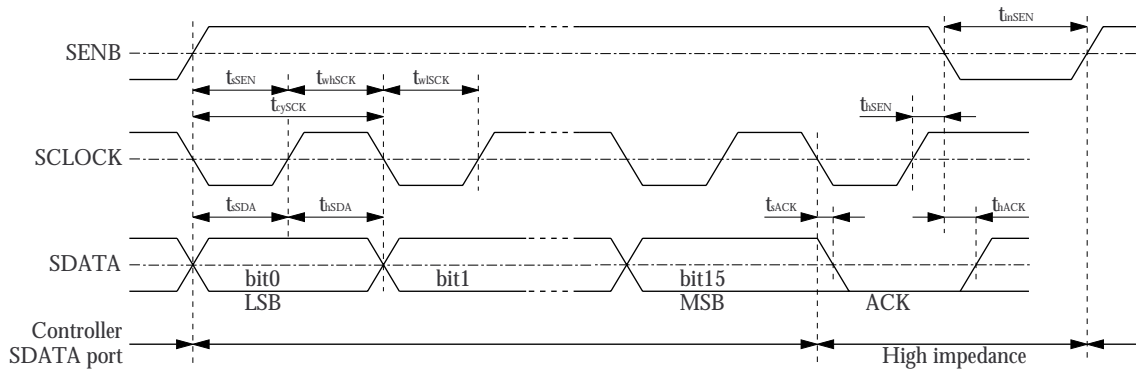 tinSEN
SENB
tsSEN
twhSCK
twlSCK
tcySCK
thSEN
SCLOCK
tsSDA
thSDA
tsACK
thACK
SDATA
bit0
LSB
bit1
bit15
MSB
ACK
Controller
SDATA port
High impedance